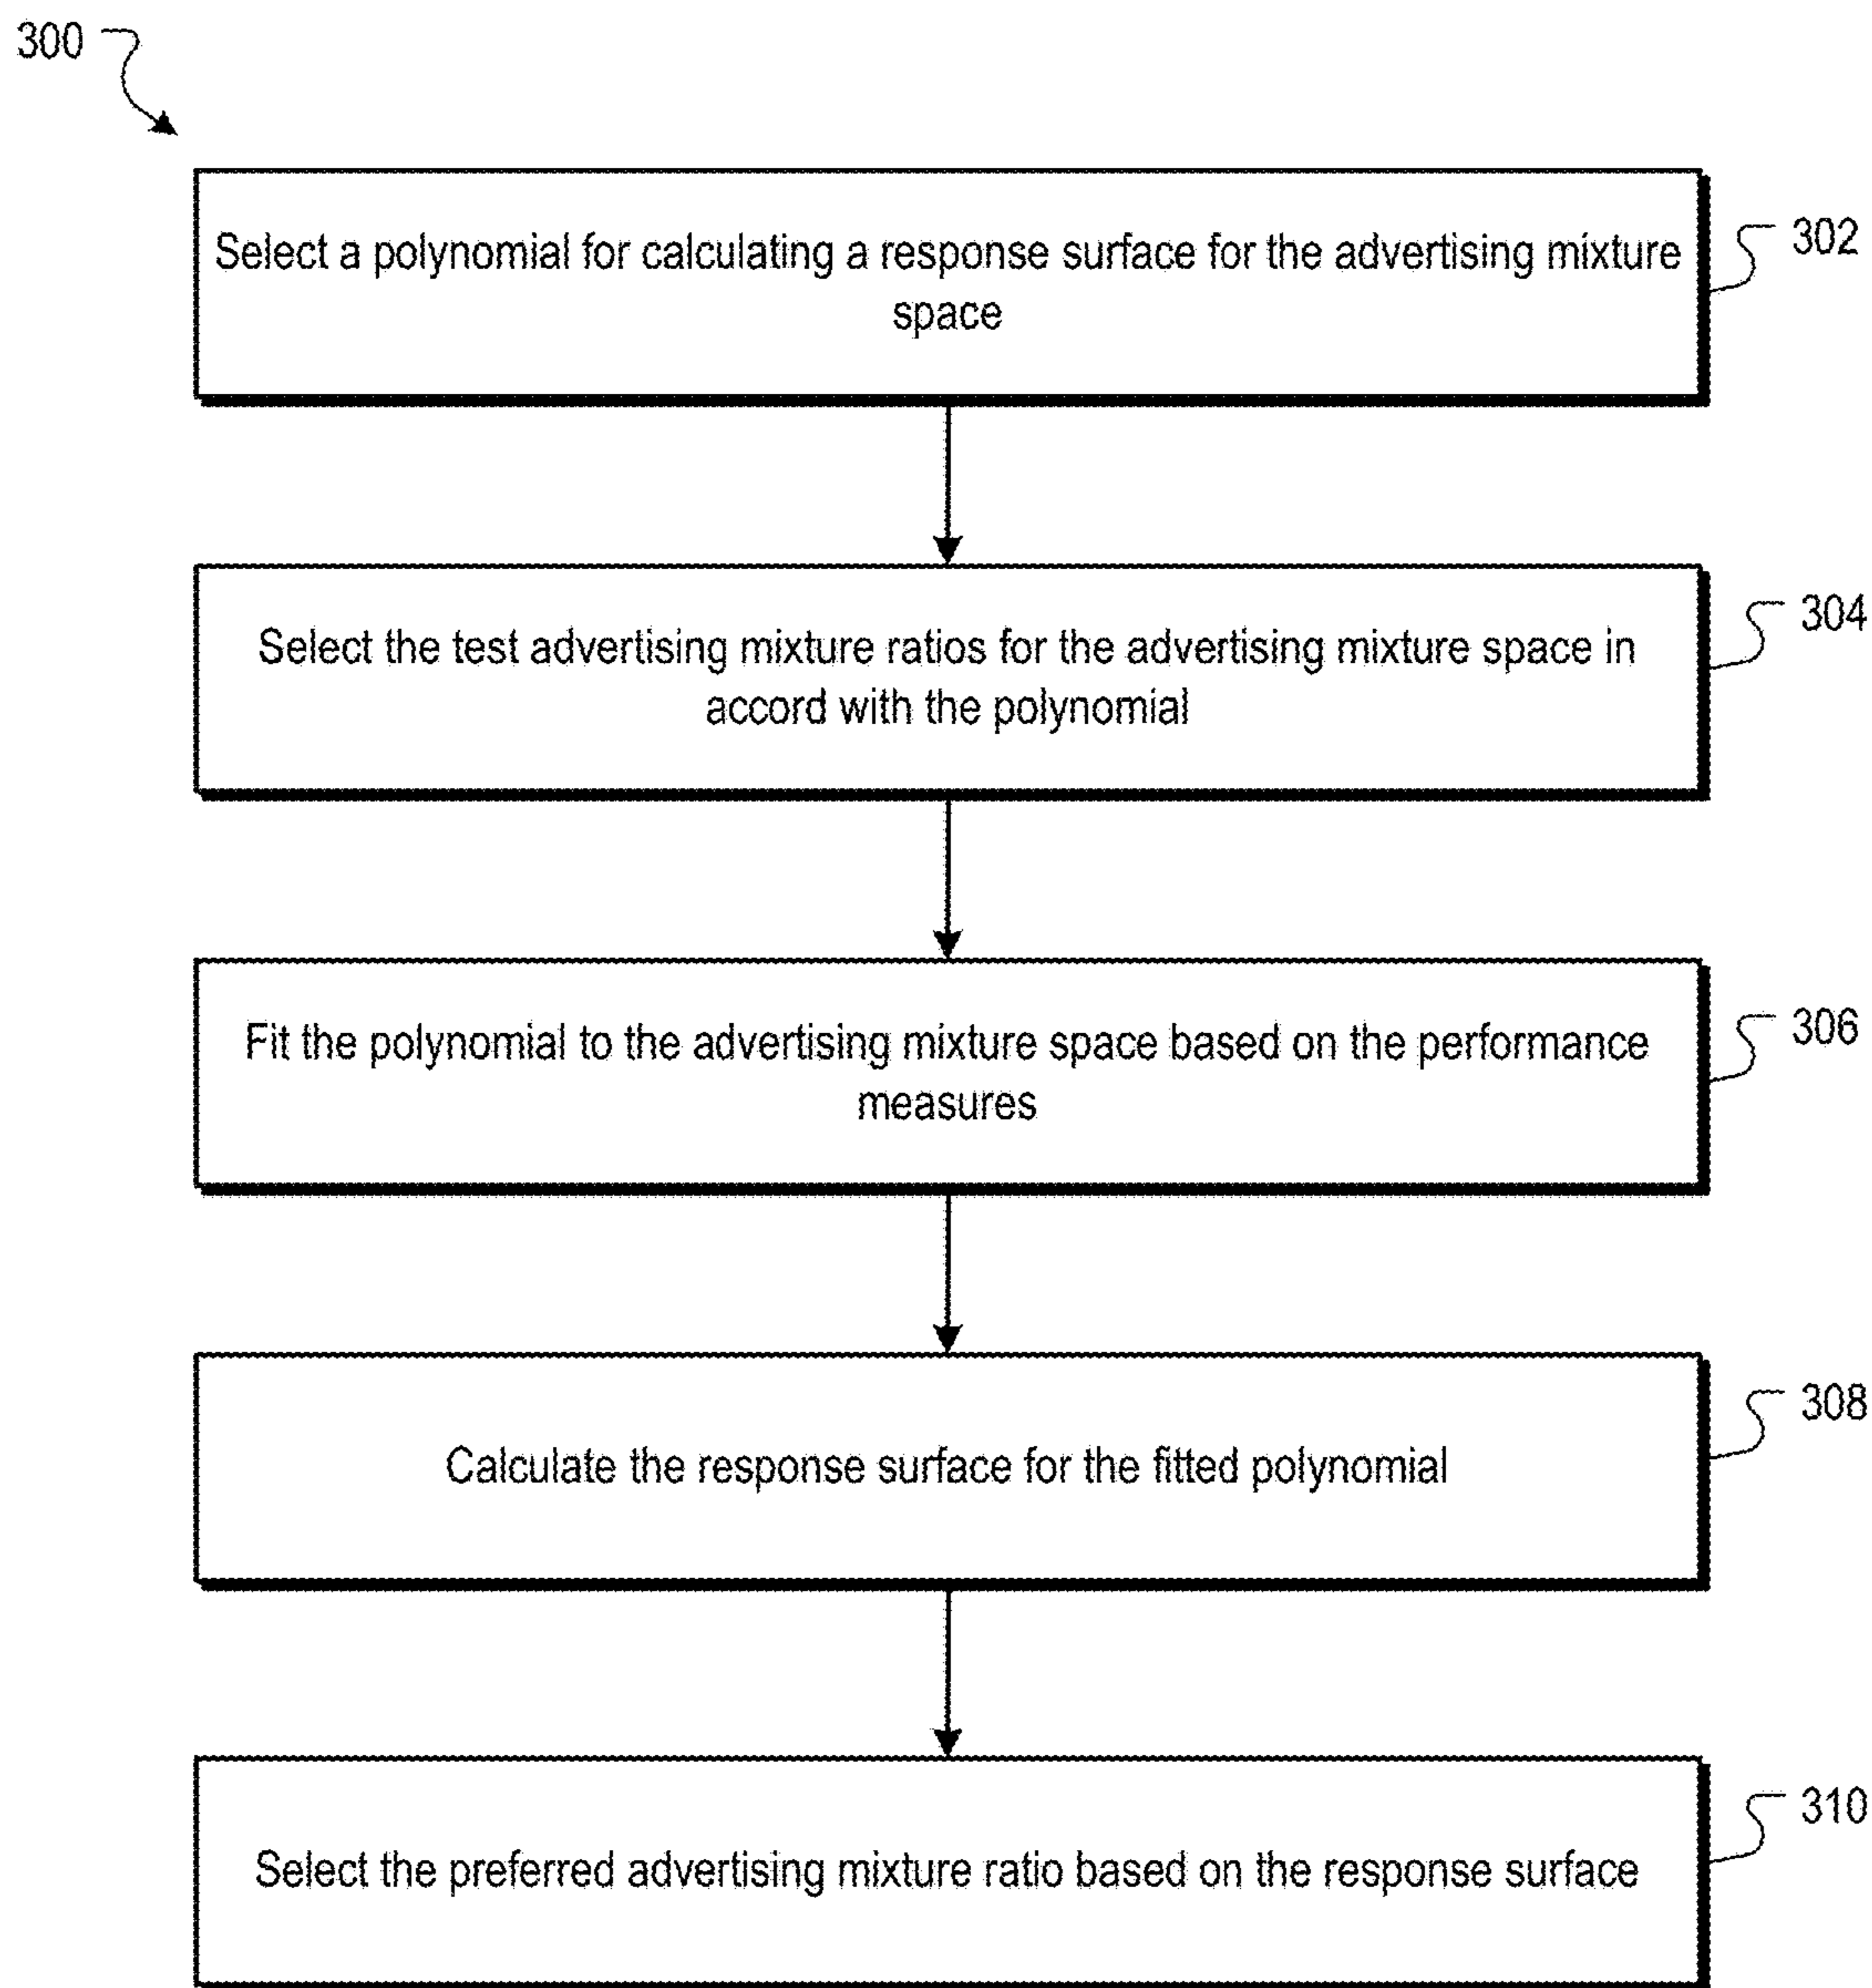 300
Select a polynomial for calculating a response surface for the advertising mixture
space
302
Select the test advertising mixture ratios for the advertising mixture space in
accord with the polynomial
304
Fit the polynomial to the advertising mixture space based on the performance
measures
306
Calculate the response surface for the fitted polynomial
308
Select the preferred advertising mixture ratio based on the response surface
310